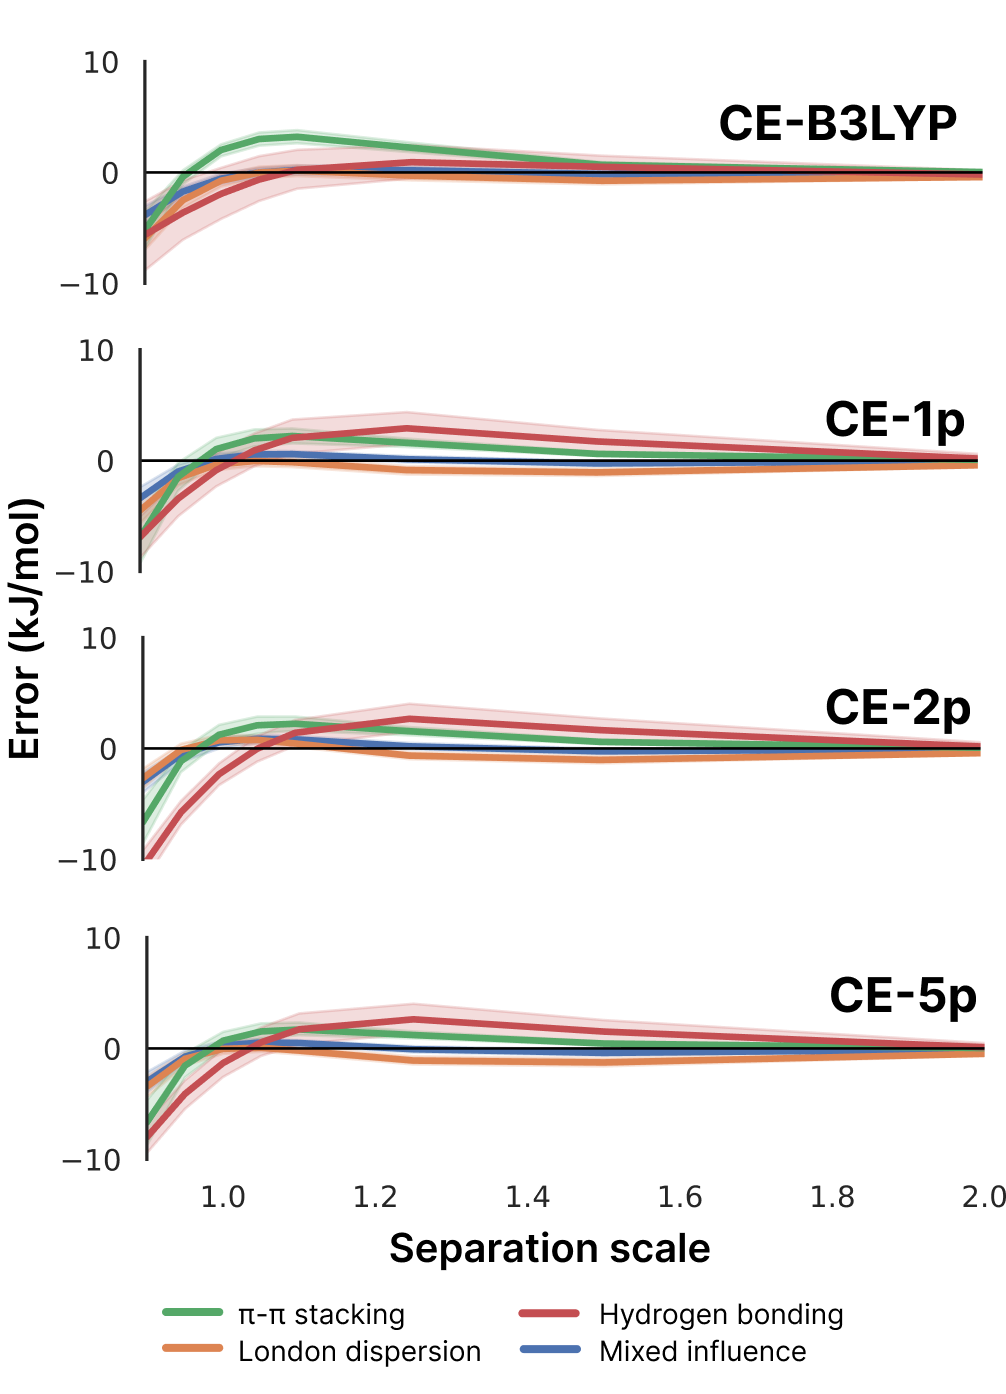 10
CE-B3LYP
0
−10
10
CE-1p
0
−10
Error (kJ/mol)
10
CE-2p
0
−10
10
CE-5p
0
−10
1.0 1.2 1.4 1.6 1.8 2.0
Separation scale
π-π stacking Hydrogen bonding
London dispersion Mixed influence